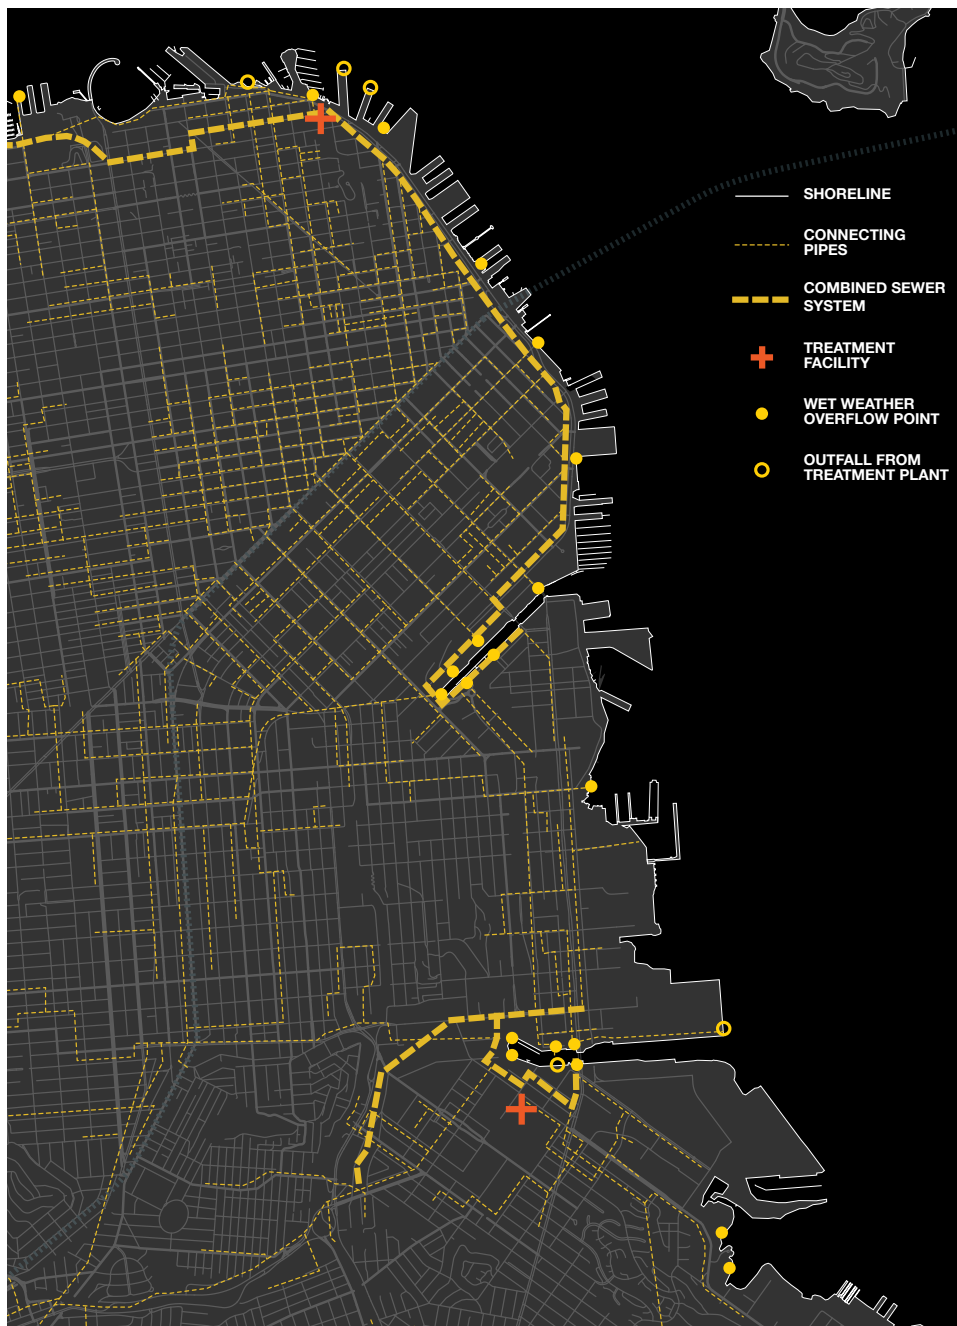 SHORELINE
CONNECTING
PIPES
COMBINED SEWER
SYSTEM
TREATMENT
FACILITY
WET WEATHER
OVERFLOW POINT
OUTFALL FROM
TREATMENT PLANT